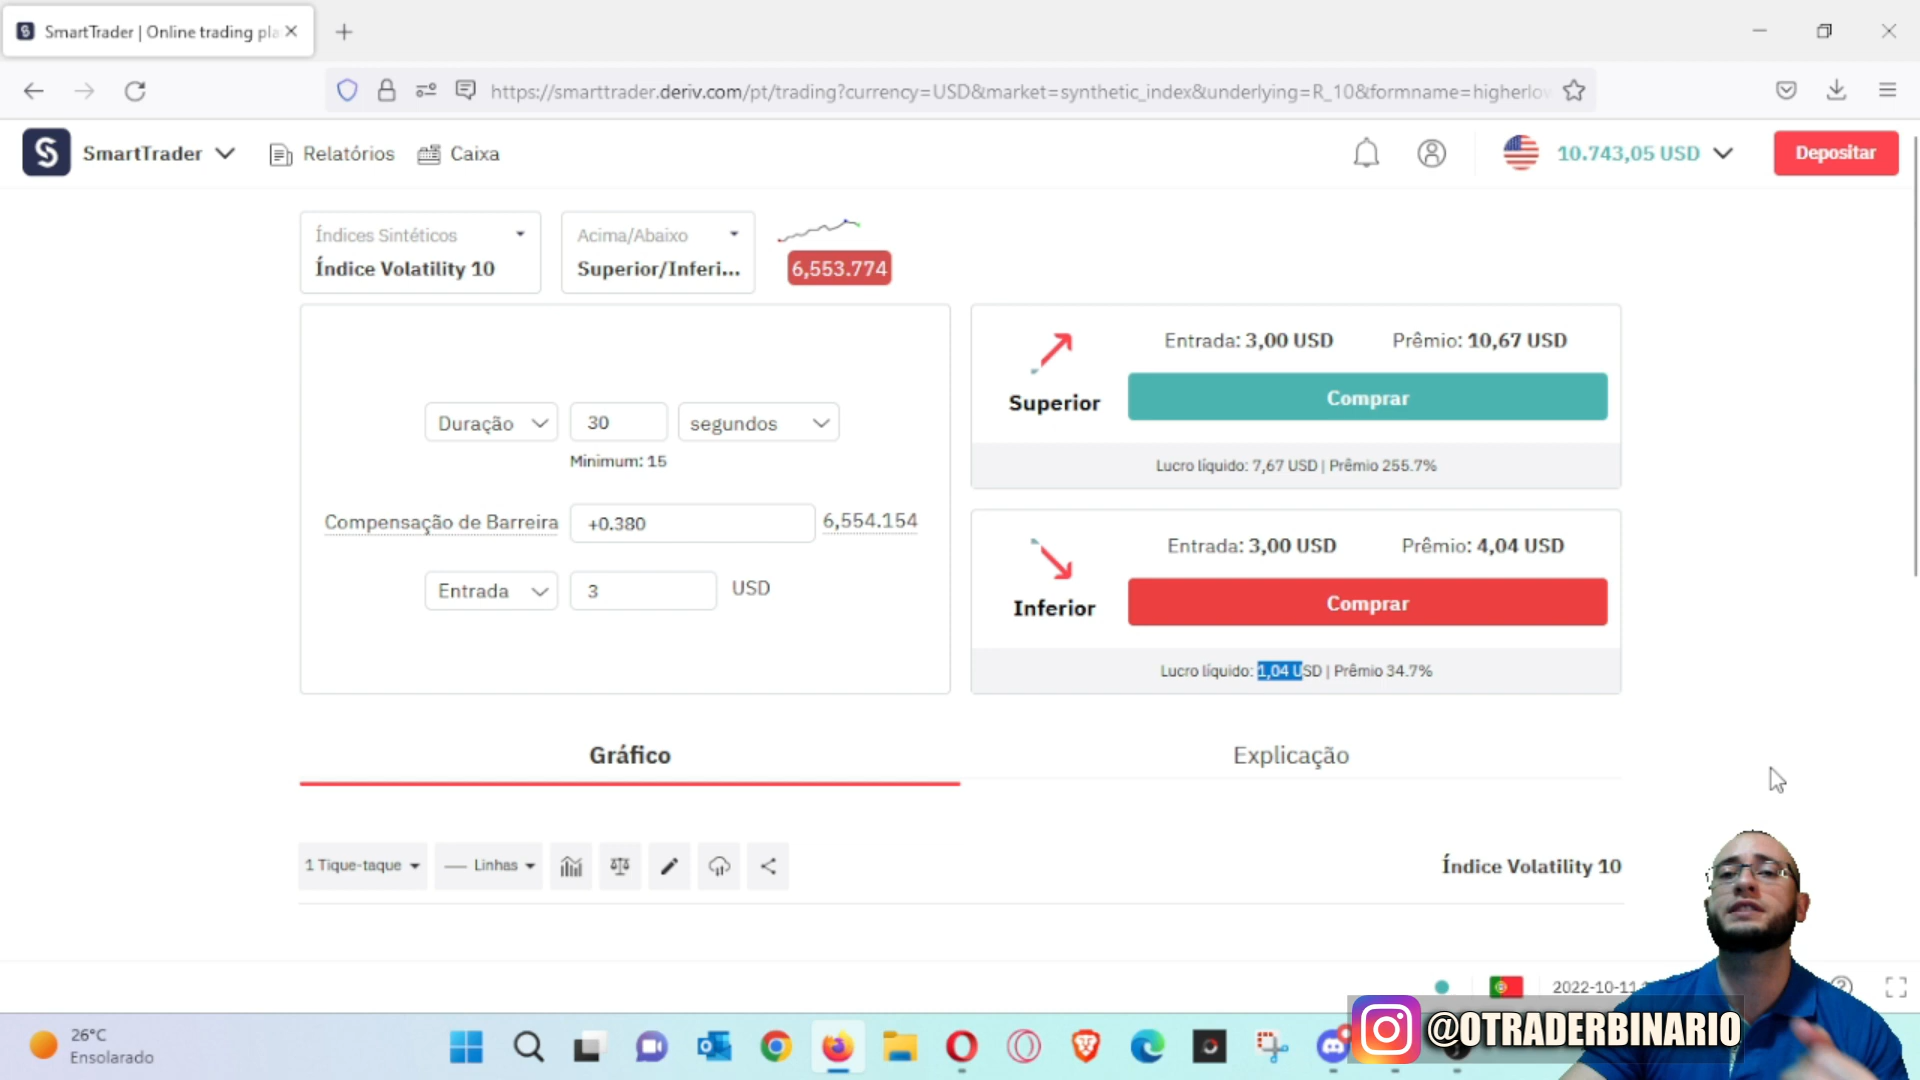 SmartTrader | Online trading pla
https://smarttrader.deriv.com/pt/trading?currency=USD&market=synthetic_index&underlying=R_10&formname=higherlow
SmartTrader
Relatórios
Caixa
10.743,05 USD
Depositar
Índices Sintéticos
Índice Volatility 10
Acima/Abaixo
Superior/Inferi...
6,553.774
Duração
30
segundos
Minimum: 15
Compensação de Barreira
+0.380
6,554.154
Entrada
3
USD
Superior
Entrada: 3,00 USD
Prêmio: 10,67 USD
Comprar
Lucro líquido: 7,67 USD | Prêmio 255.7%
Inferior
Entrada: 3,00 USD
Prêmio: 4,04 USD
Comprar
Lucro líquido: 1,04 USD | Prêmio 34.7%
Gráfico
Explicação
1 Tique-taque
Linhas
Índice Volatility 10
2022-10-11
@OTRADERBINARIO
26°C
Ensolarado